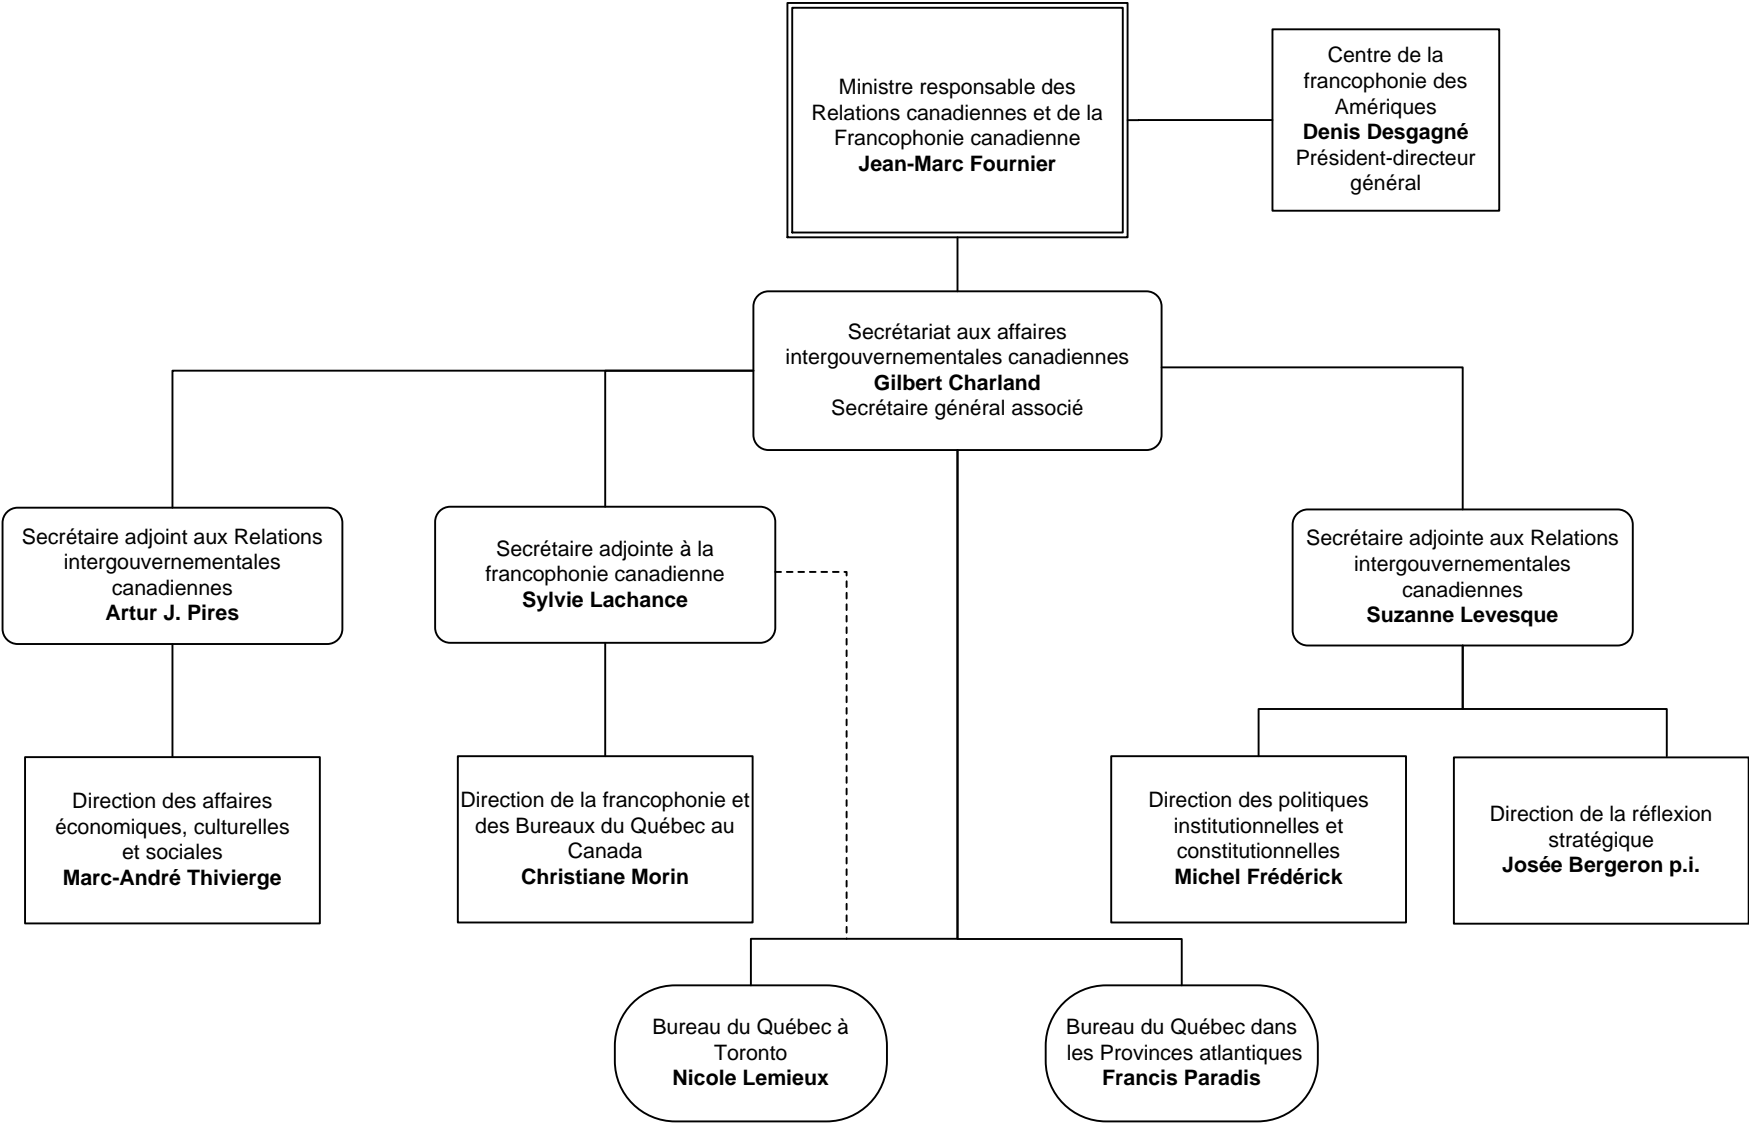 Ministre responsable des
Relations canadiennes et de la
Francophonie canadienne
Jean-Marc Fournier
Centre de la
francophonie des
Amériques
Denis Desgagné
Président-directeur
général
Secrétariat aux affaires
intergouvernementales canadiennes
Gilbert Charland
Secrétaire général associé
Secrétaire adjoint aux Relations
intergouvernementales
canadiennes
Artur J. Pires
Secrétaire adjointe à la
francophonie canadienne
Sylvie Lachance
Secrétaire adjointe aux Relations
intergouvernementales
canadiennes
Suzanne Levesque
Direction des affaires
économiques, culturelles
et sociales
Marc-André Thivierge
Direction de la francophonie et
des Bureaux du Québec au
Canada
Christiane Morin
Direction des politiques
institutionnelles et
constitutionnelles
Michel Frédérick
Direction de la réflexion
stratégique
Josée Bergeron p.i.
Bureau du Québec à
Toronto
Nicole Lemieux
Bureau du Québec dans
les Provinces atlantiques
Francis Paradis